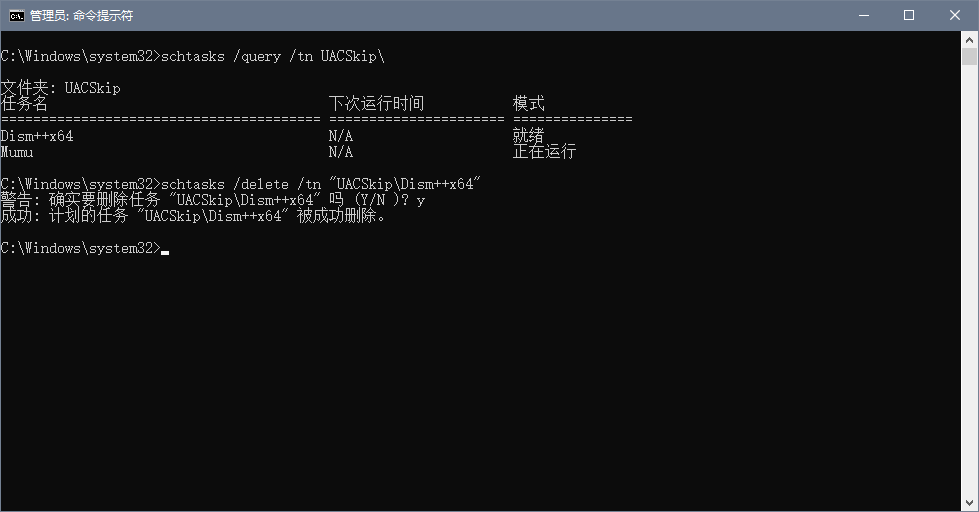 管理员: 命令提示符
C:\Windows\system32>schtasks /query /tn UACSkip\
文件夹: UACSkip
任务名 下次运行时间 模式
======================================== ====================== ===============
Dism++x64 N/A 就绪
Mumu N/A 正在运行
C:\Windows\system32>schtasks /delete /tn "UACSkip\Dism++x64"
警告: 确实要删除任务 "UACSkip\Dism++x64" 吗 (Y/N )? y
成功: 计划的任务 "UACSkip\Dism++x64" 被成功删除。
C:\Windows\system32>